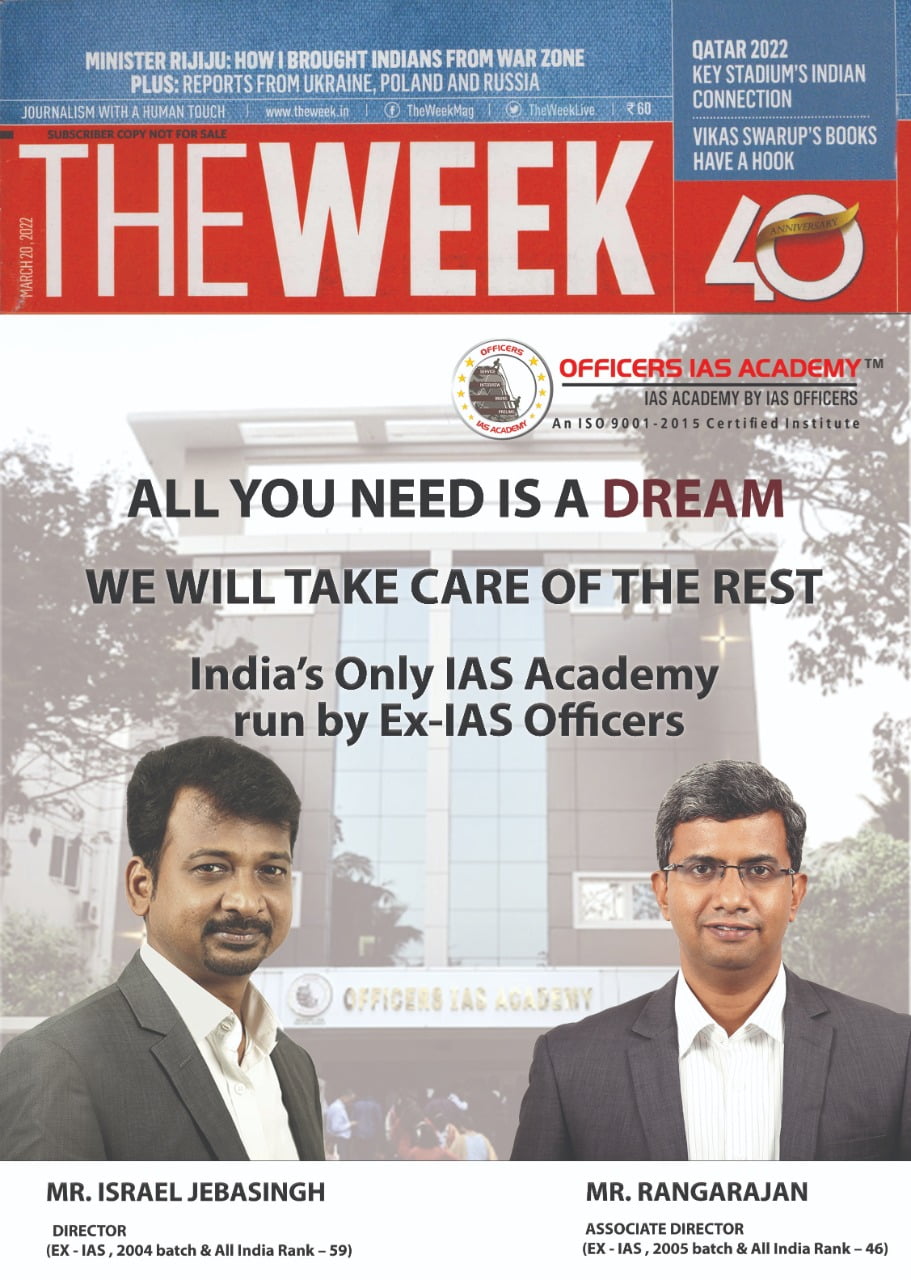 MINISTER RIJIJU: HOW I BROUGHT INDIANS FROM WAR ZONE
PLUS: REPORTS FROM UKRAINE, POLAND AND RUSSIA
JOURNALISM WITH A HUMAN TOUCH | www.theweek.in | TheWeekMag | TheWeekLive | ₹ 60
QATAR 2022
KEY STADIUM'S INDIAN
CONNECTION
VIKAS SWARUP'S BOOKS
HAVE A HOOK
SUBSCRIBER COPY NOT FOR SALE
THE WEEK
MARCH 20, 2022
40
ANNIVERSARY
OFFICERS
IAS ACADEMY
OFFICERS IAS ACADEMY™
IAS ACADEMY BY IAS OFFICERS
An ISO 9001-2015 Certified Institute
ALL YOU NEED IS A DREAM
WE WILL TAKE CARE OF THE REST
India's Only IAS Academy
run by Ex-IAS Officers
OFFICERS IAS ACADEMY
MR. ISRAEL JEBASINGH
DIRECTOR
(EX - IAS , 2004 batch & All India Rank – 59)
MR. RANGARAJAN
ASSOCIATE DIRECTOR
(EX - IAS , 2005 batch & All India Rank – 46)